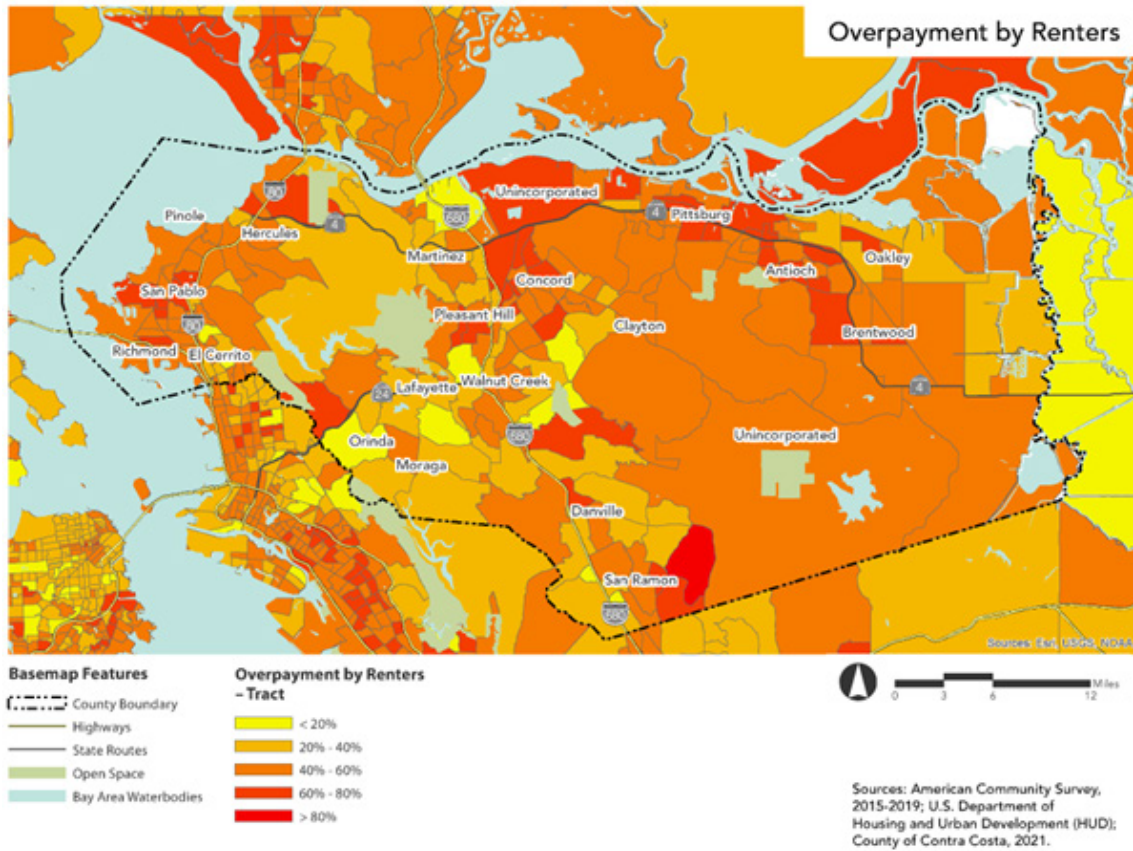 Overpayment by Renters
Unincorporated
80
Pinole
Hercules
4
680
Martinez
4
Pittsburg
San Pablo
Concord
Antioch
Oakley
80
Pleasant Hill
Clayton
Brentwood
Richmond
El Cerrito
24
Lafayette
Walnut Creek
4
Orinda
680
Unincorporated
Moraga
Danville
San Ramon
680
Sources: Esri, USGS, NOAA
Basemap Features
County Boundary
Highways
State Routes
Open Space
Bay Area Waterbodies
Overpayment by Renters
– Tract
< 20%
20% - 40%
40% - 60%
60% - 80%
> 80%
0 3 6 12 Miles
Sources: American Community Survey,
2015-2019; U.S. Department of
Housing and Urban Development (HUD);
County of Contra Costa, 2021.